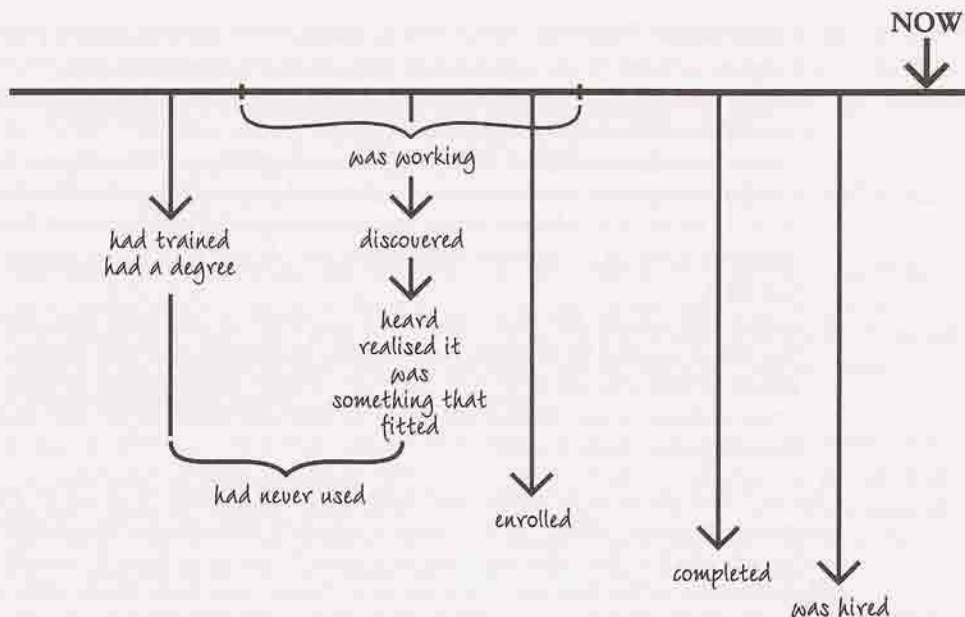 NOW
was working
had trained
had a degree
discovered
heard
realised it
was
something that
fitted
had never used
enrolled
completed
was hired